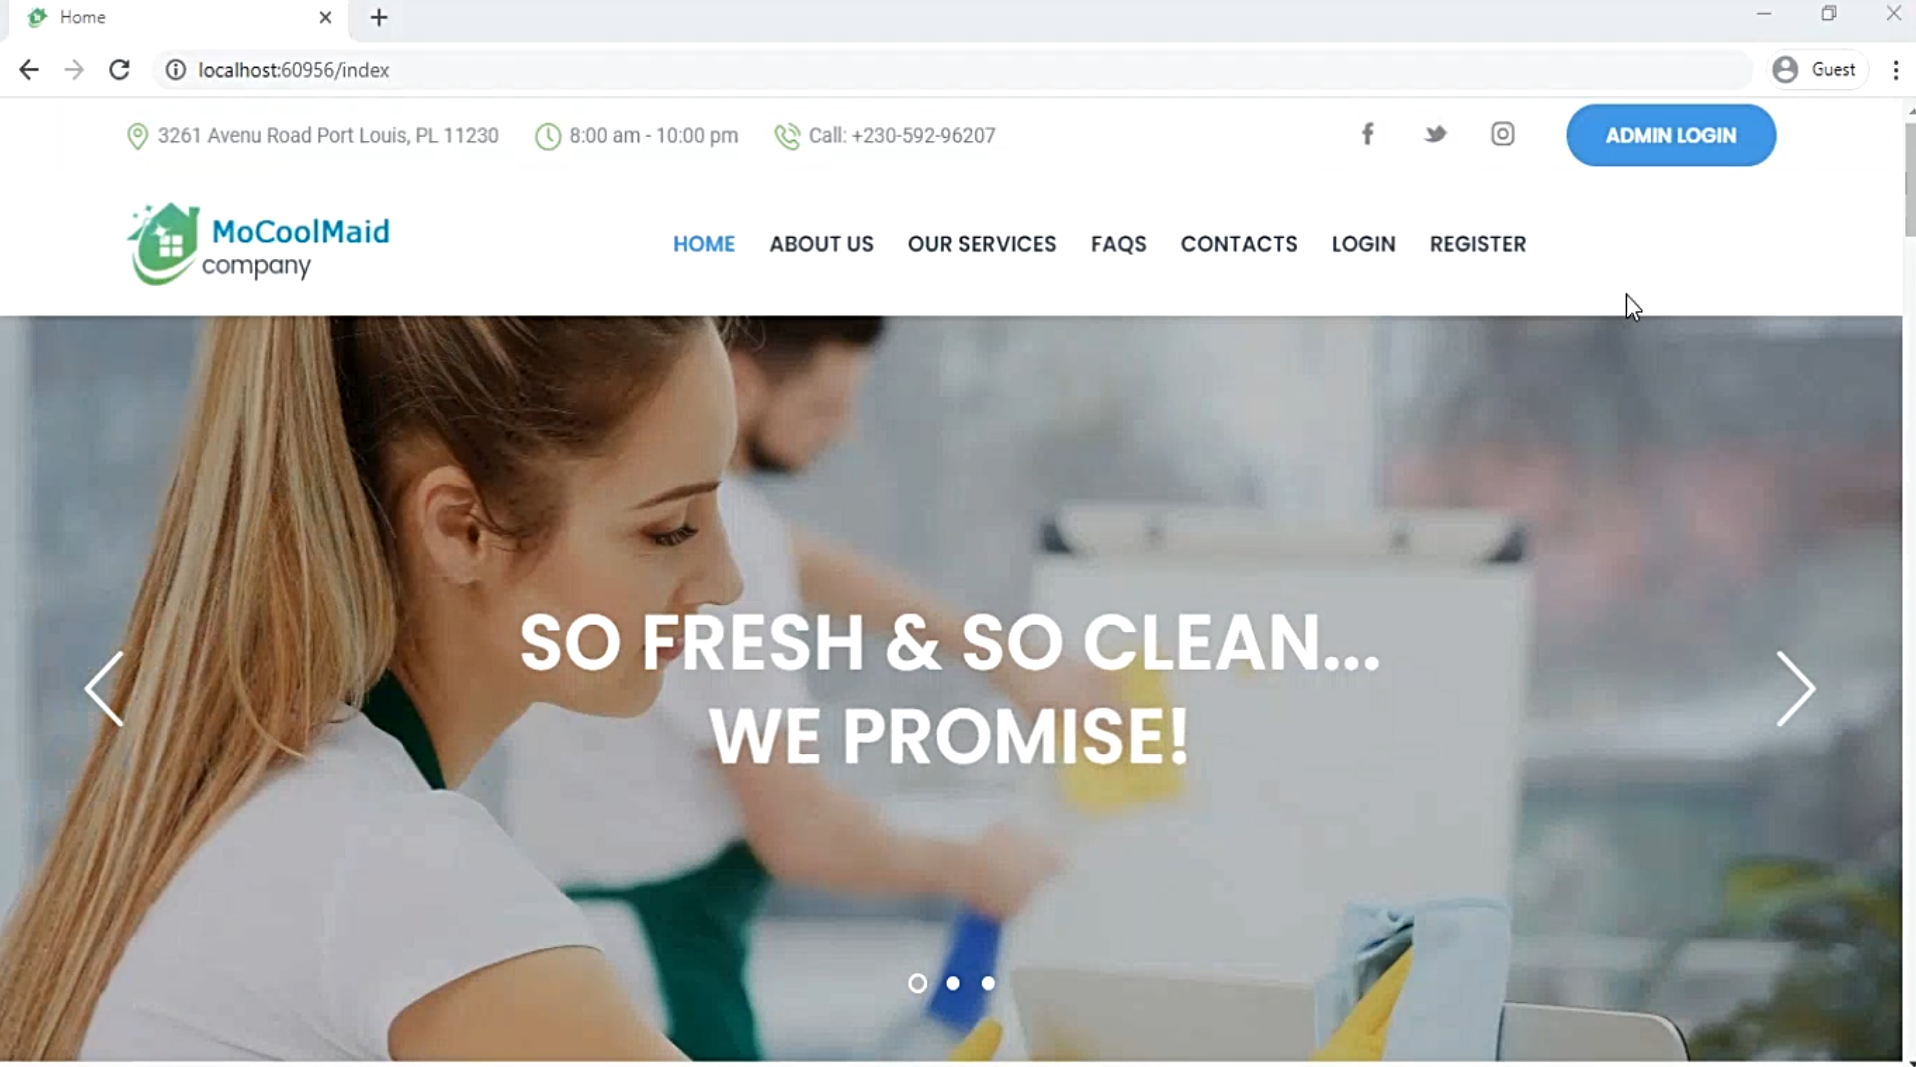 Home
localhost:60956/index
Guest
3261 Avenu Road Port Louis, PL 11230
8:00 am - 10:00 pm
Call: +230-592-96207
ADMIN LOGIN
MoCoolMaid
company
HOME
ABOUT US
OUR SERVICES
FAQS
CONTACTS
LOGIN
REGISTER
SO FRESH & SO CLEAN...
WE PROMISE!